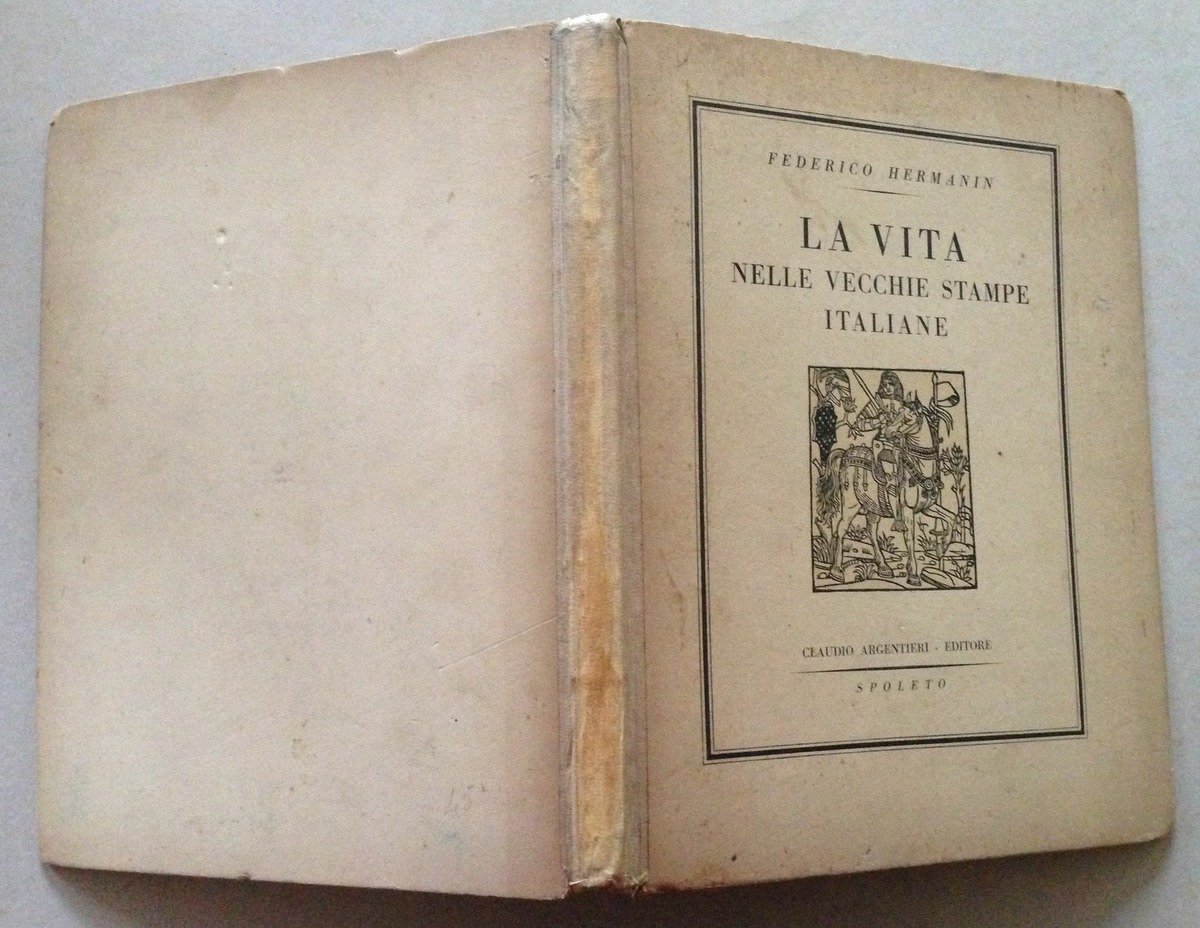 FEDERICO HERMANIN
LA VITA
NELLE VECCHIE STAMPE
ITALIANE
CLAUDIO ARGENTIERI - EDITORE
SPOLETO